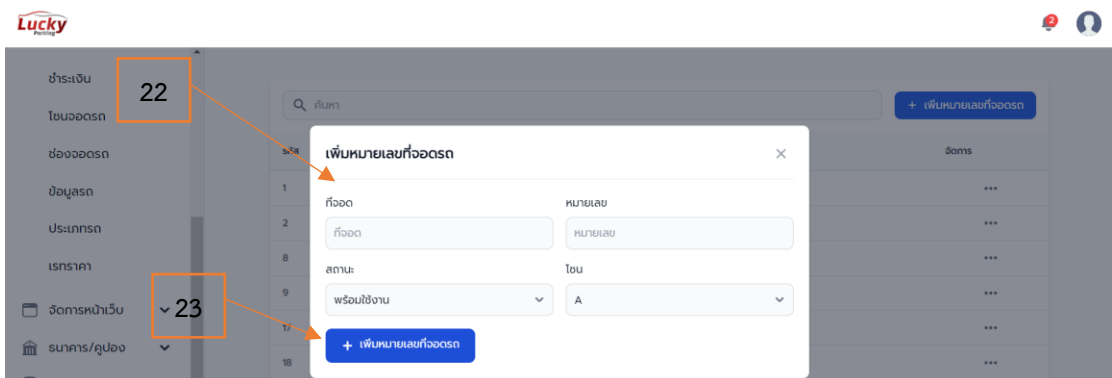 Lucky
Parking
2
ชำระเงิน
22
โซนจอดรถ
ช่องจอดรถ
ข้อมูลรถ
ประเภทรถ
เรทราคา
23
จัดการหน้าเว็บ
ธนาคาร/คูปอง
ค้นหา
+ เพิ่มหมายเลขที่จอดรถ
รหัส
จัดการ
1
2
8
9
17
18
เพิ่มหมายเลขที่จอดรถ
ที่จอด
หมายเลข
ที่จอด
หมายเลข
สถานะ
โซน
พร้อมใช้งาน
A
+ เพิ่มหมายเลขที่จอดรถ